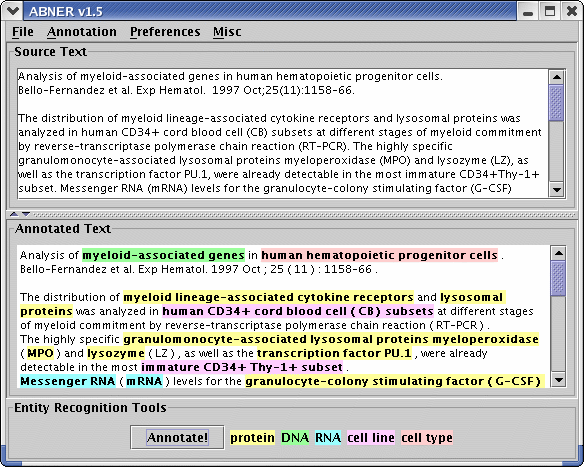 ABNER v1.5
File Annotation Preferences Misc
Source Text
Analysis of myeloid-associated genes in human hematopoietic progenitor cells.
Bello-Fernandez et al. Exp Hematol. 1997 Oct;25(11):1158-66.
The distribution of myeloid lineage-associated cytokine receptors and lysosomal proteins was
analyzed in human CD34+ cord blood cell (CB) subsets at different stages of myeloid commitment
by reverse-transcriptase polymerase chain reaction (RT-PCR). The highly specific
granulomonocyte-associated lysosomal proteins myeloperoxidase (MPO) and lysozyme (LZ), as
well as the transcription factor PU.1, were already detectable in the most immature CD34+Thy-1+
subset. Messenger RNA (mRNA) levels for the granulocyte-colony stimulating factor (G-CSF)
Annotated Text
Analysis of myeloid-associated genes in human hematopoietic progenitor cells .
Bello-Fernandez et al. Exp Hematol. 1997 Oct ; 25 ( 11 ) : 1158-66 .
The distribution of myeloid lineage-associated cytokine receptors and lysosomal
proteins was analyzed in human CD34+ cord blood cell ( CB ) subsets at different stages
of myeloid commitment by reverse-transcriptase polymerase chain reaction ( RT-PCR ) .
The highly specific granulomonocyte-associated lysosomal proteins myeloperoxidase
( MPO ) and lysozyme ( LZ ) , as well as the transcription factor PU.1 , were already
detectable in the most immature CD34+ Thy-1+ subset .
Messenger RNA ( mRNA ) levels for the granulocyte-colony stimulating factor ( G-CSF )
Entity Recognition Tools
Annotate! protein DNA RNA cell line cell type